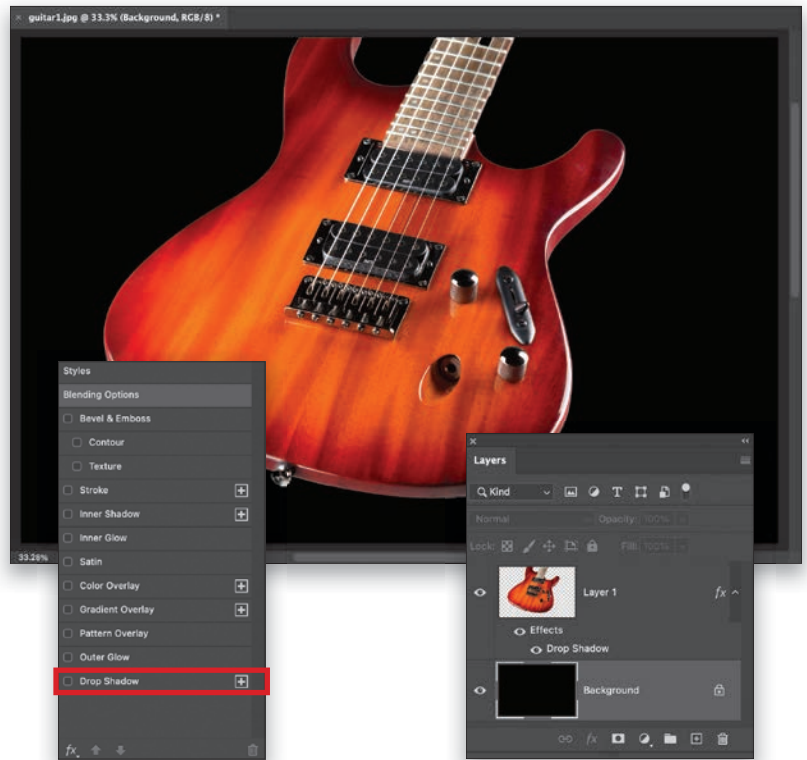 × guitar1.jpg @ 33.3% (Background, RGB/8) *
33.28%
Styles
Blending Options
Bevel & Emboss
Contour
Texture
Stroke
Inner Shadow
Inner Glow
Satin
Color Overlay
Gradient Overlay
Pattern Overlay
Outer Glow
Drop Shadow
fx
Layers
Kind
Normal Opacity: 100%
Lock: Fill: 100%
Layer 1 fx
Effects
Drop Shadow
Background
fx